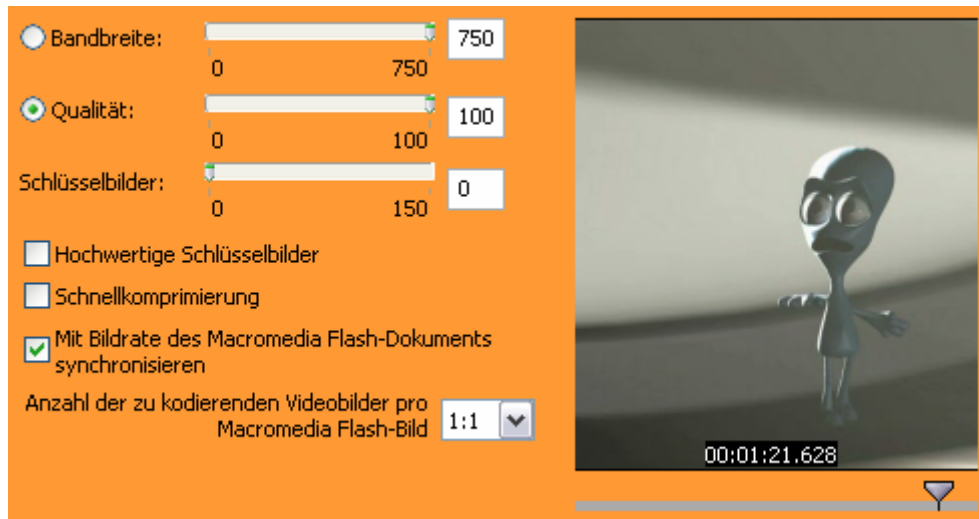 Bandbreite:
750
0 750
Qualität:
100
0 100
Schlüsselbilder:
0
0 150
Hochwertige Schlüsselbilder
Schnellkomprimierung
Mit Bildrate des Macromedia Flash-Dokuments
synchronisieren
Anzahl der zu kodierenden Videobilder pro
Macromedia Flash-Bild
1:1
00:01:21.628